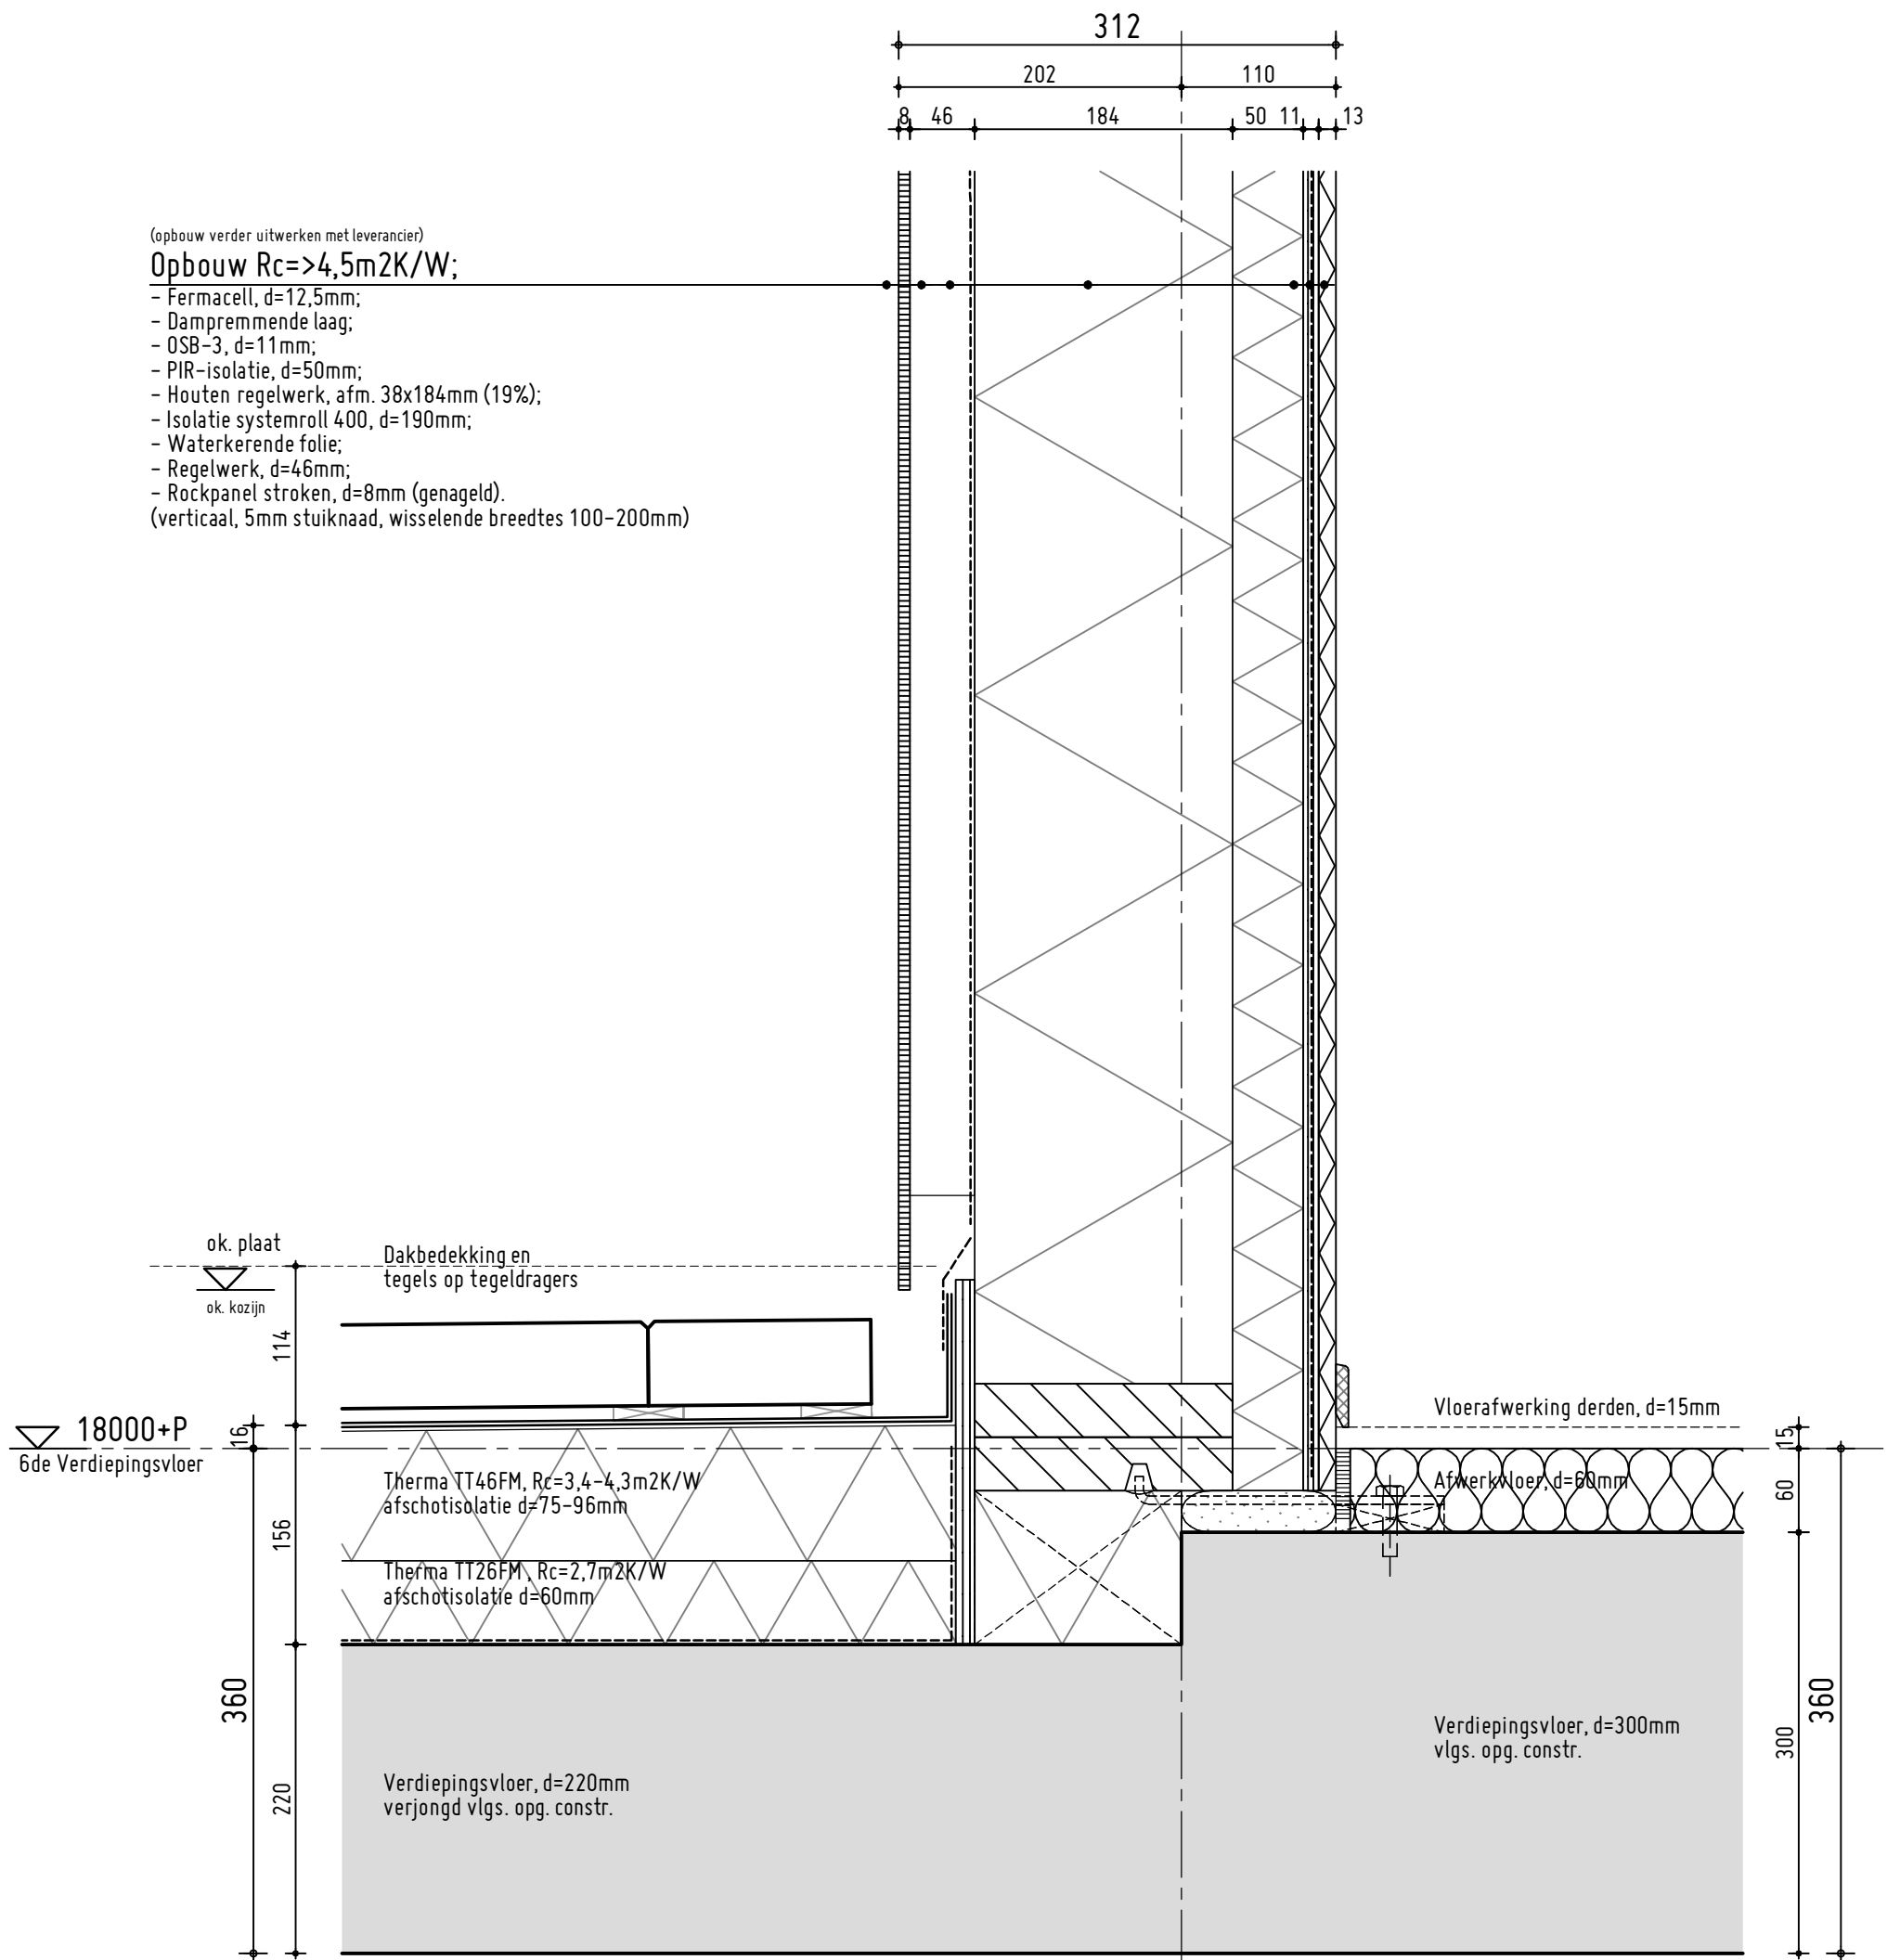 312
202
110
8
46
184
50
11
13
(opbouw verder uitwerken met leverancier)
Opbouw Rc=>4,5m2K/W;
- Fermacell, d=12,5mm;
- Dampremmende laag;
- OSB-3, d=11mm;
- PIR-isolatie, d=50mm;
- Houten regelwerk, afm. 38x184mm (19%);
- Isolatie systemroll 400, d=190mm;
- Waterkerende folie;
- Regelwerk, d=46mm;
- Rockpanel stroken, d=8mm (genageld).
(verticaal, 5mm stuiknaad, wisselende breedtes 100-200mm)
ok. plaat
ok. kozijn
Dakbedekking en
tegels op tegeldragers
114
16
18000+P
6de Verdiepingsvloer
156
360
220
Therma TT46FM, Rc=3,4-4,3m2K/W
afschotisolatie d=75-96mm
Therma TT26FM , Rc=2,7m2K/W
afschotisolatie d=60mm
Verdiepingsvloer, d=220mm
verjongd vlgs. opg. constr.
Vloerafwerking derden, d=15mm
Afwerkvloer, d=60mm
Verdiepingsvloer, d=300mm
vlgs. opg. constr.
15
60
300
360